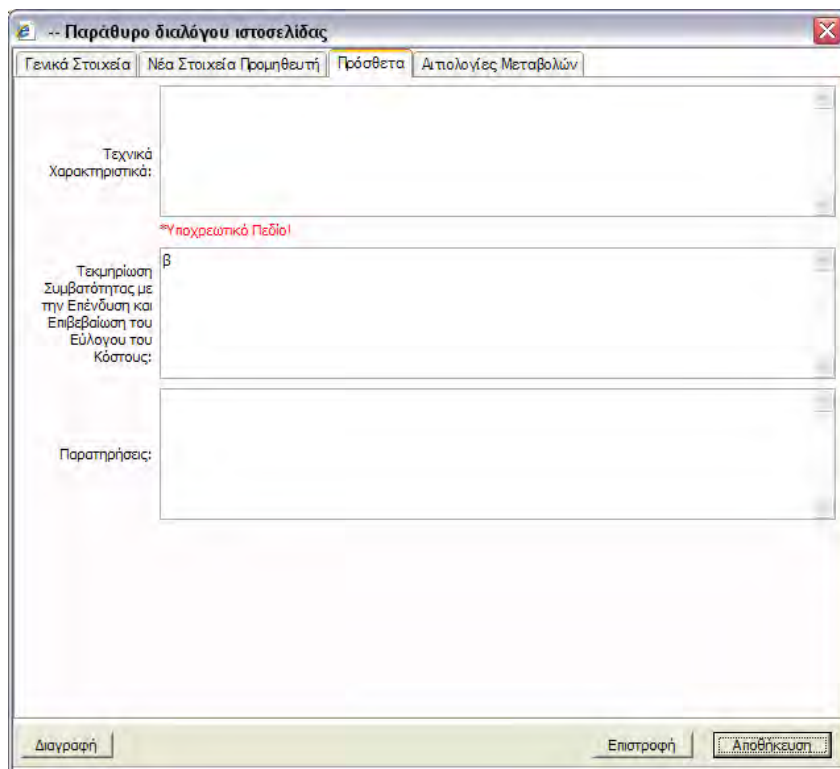 -- Παράθυρο διαλόγου ιστοσελίδας
Γενικά Στοιχεία Νέα Στοιχεία Προμηθευτή Πρόσθετα Αιτιολογίες Μεταβολών
Τεχνικά
Χαρακτηριστικά:
*Υποχρεωτικό Πεδίο!
Τεκμηρίωση
Συμβατότητας με
την Επένδυση και
Επιβεβαίωση του
Εύλογου του
Κόστους:
β
Παρατηρήσεις:
Διαγραφή Επιστροφή Αποθήκευση